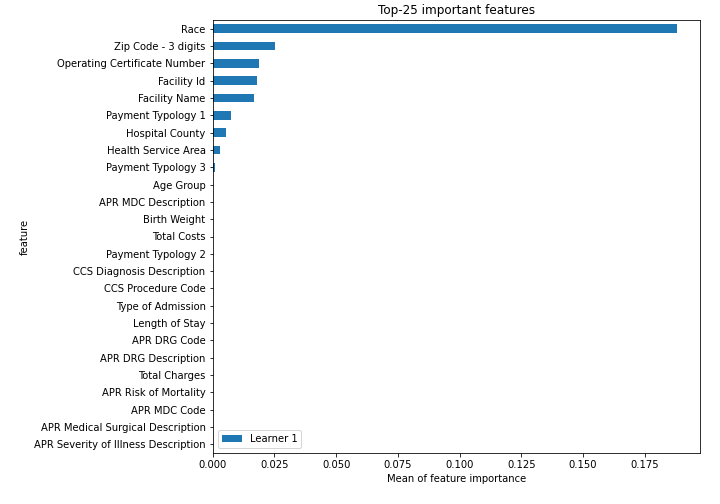 Top-25 important features
Race
Zip Code - 3 digits
Operating Certificate Number
Facility Id
Facility Name
Payment Typology 1
Hospital County
Health Service Area
Payment Typology 3
Age Group
APR MDC Description
Birth Weight
Total Costs
Payment Typology 2
CCS Diagnosis Description
CCS Procedure Code
Type of Admission
Length of Stay
APR DRG Code
APR DRG Description
Total Charges
APR Risk of Mortality
APR MDC Code
APR Medical Surgical Description
APR Severity of Illness Description
feature
Learner 1
0.000 0.025 0.050 0.075 0.100 0.125 0.150 0.175
Mean of feature importance